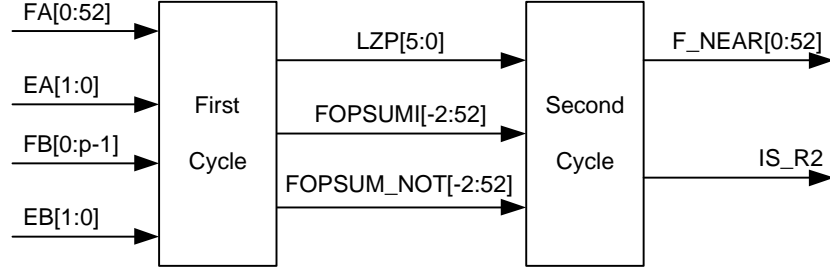 FA[0:52]
EA[1:0]
FB[0:p-1]
EB[1:0]
First
Cycle
LZP[5:0]
FOPSUMI[-2:52]
FOPSUM_NOT[-2:52]
Second
Cycle
F_NEAR[0:52]
IS_R2